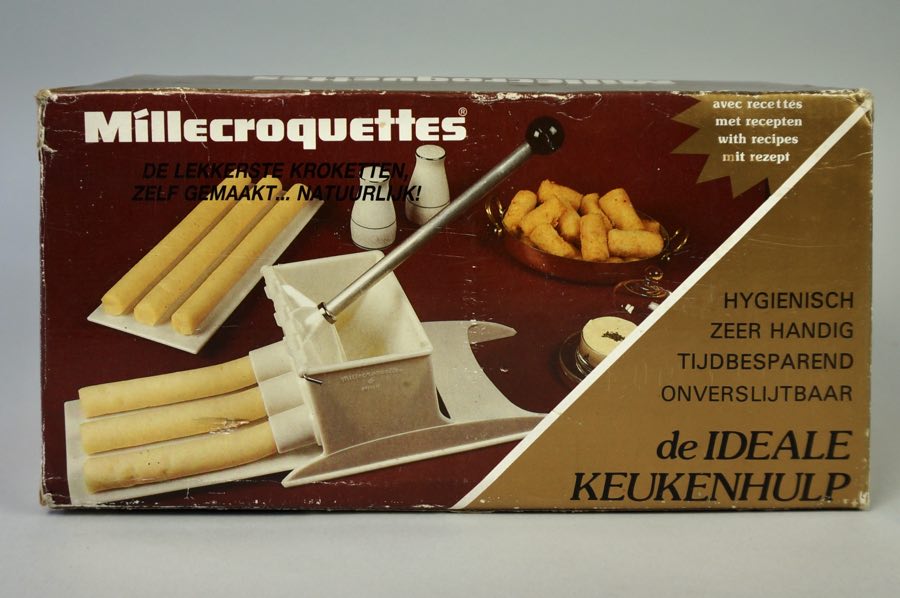 Millecroquettes®
DE LEKKERSTE KROKETTEN,
ZELF GEMAAKT... NATUURLIJK!
avec recettes
met recepten
with recipes
mit rezept
HYGIENISCH
ZEER HANDIG
TIJDBESPAREND
ONVERSLIJTBAAR
de IDEALE
KEUKENHULP
Millecroquettes